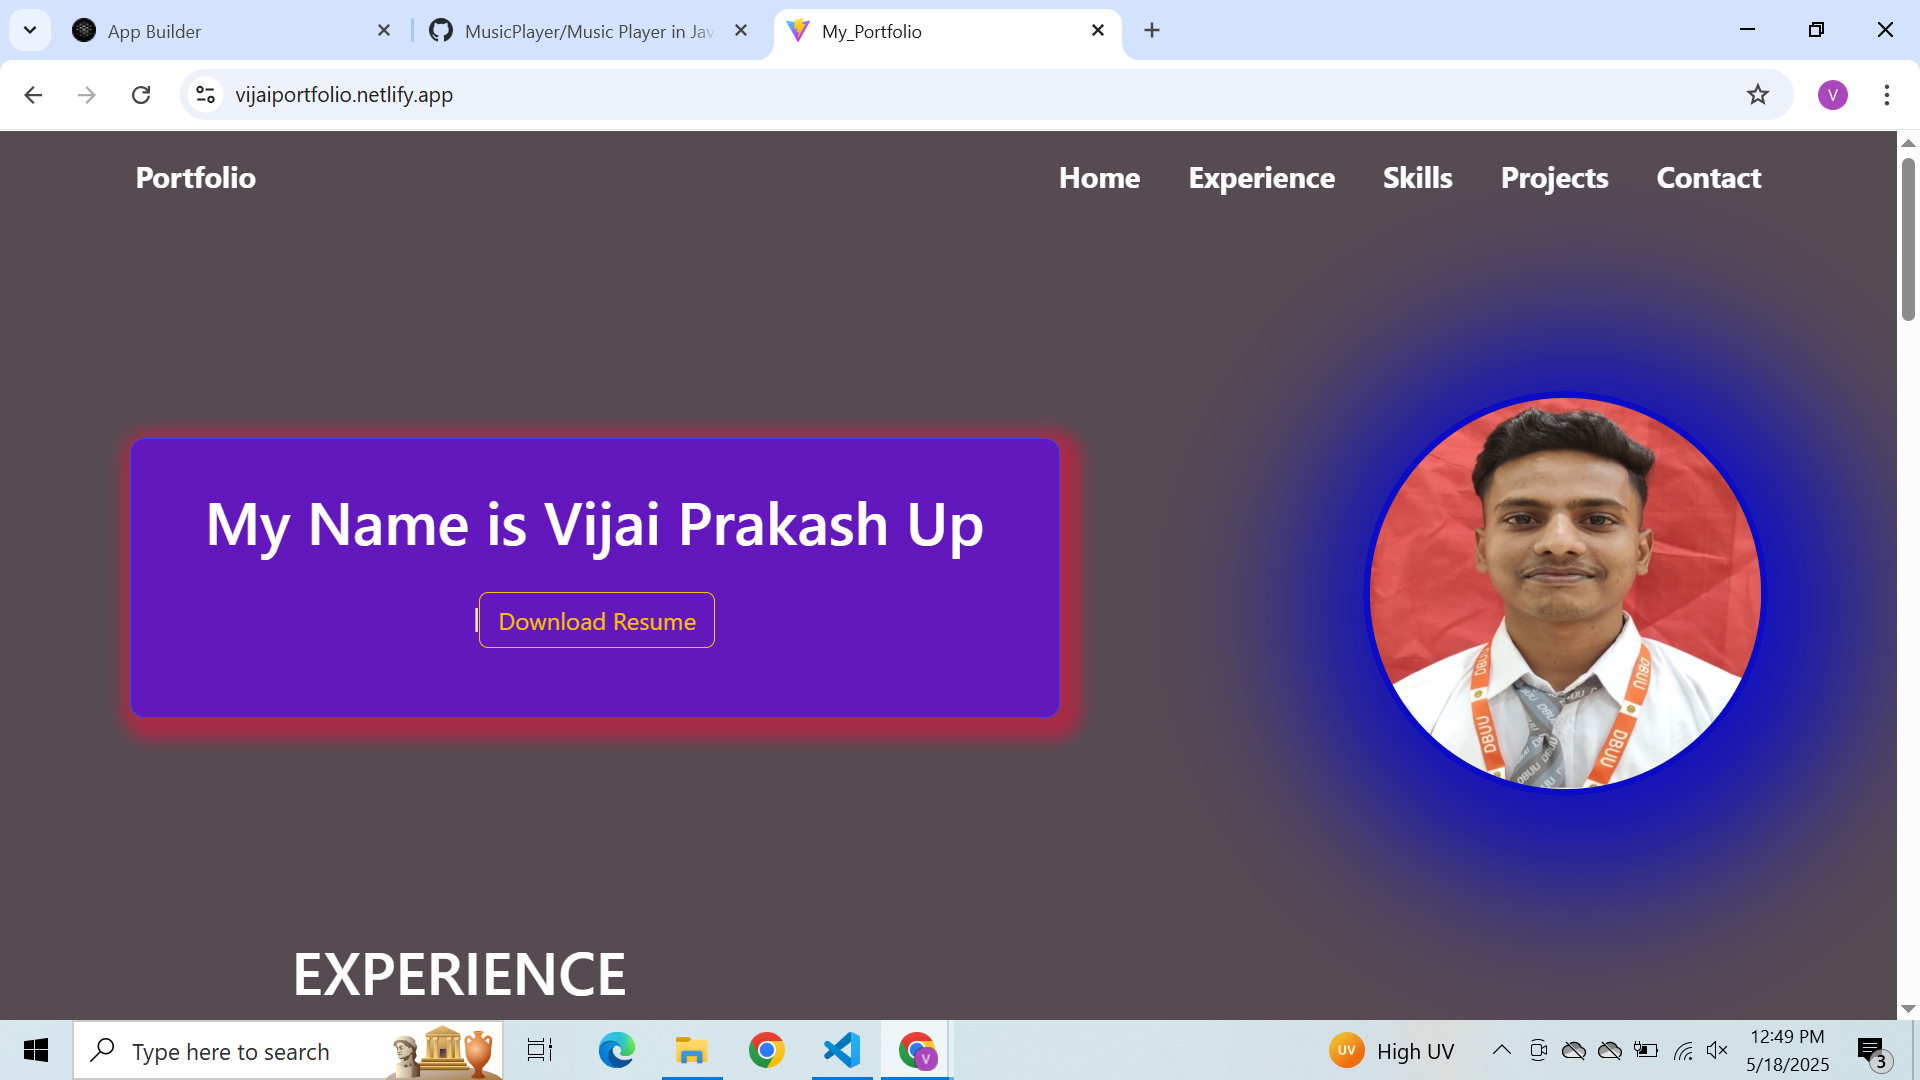 App Builder
MusicPlayer/Music Player in Jav
My_Portfolio
vijaiportfolio.netlify.app
V
Portfolio
Home Experience Skills Projects Contact
My Name is Vijai Prakash Up
Download Resume
DBUU
DBUU
DBUU
DBUU
DBUU
EXPERIENCE
Type here to search
V
UV
High UV
12:49 PM
5/18/2025
3